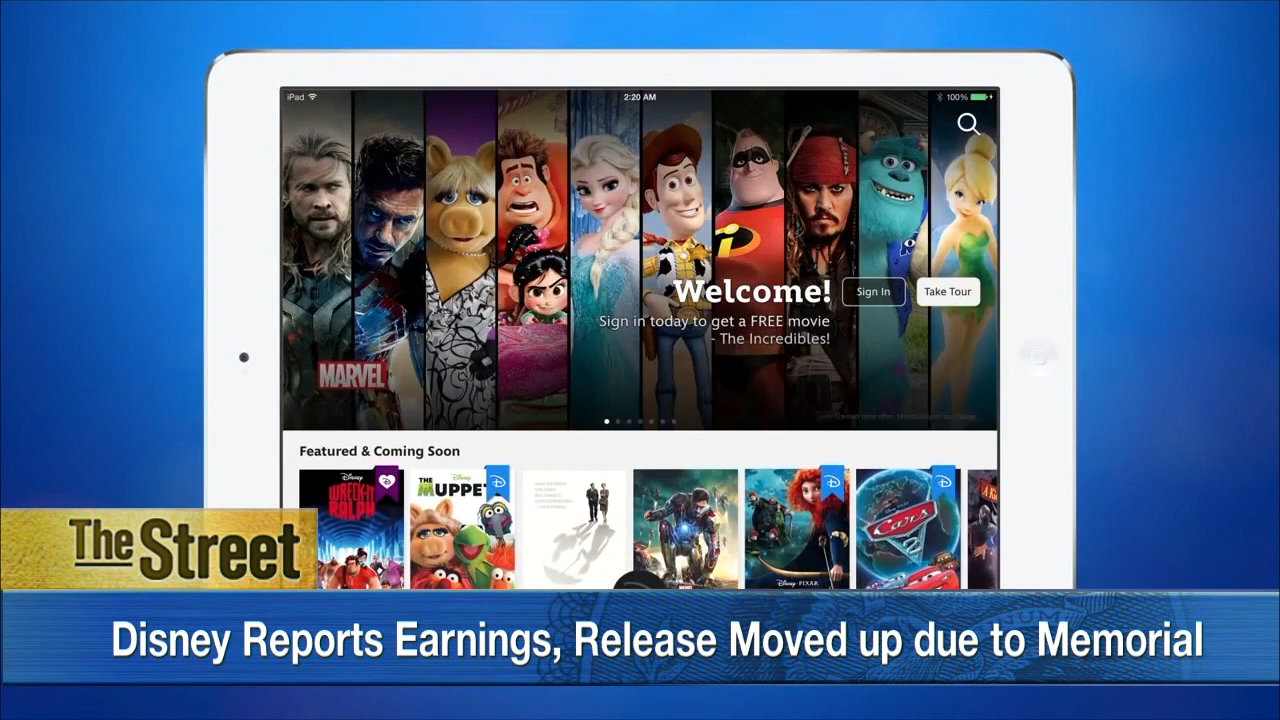 iPad
2:20 AM
100%
Welcome!
Sign in today to get a FREE movie
- The Incredibles!
Sign In
Take Tour
MARVEL
Featured & Coming Soon
Disney
WRECK-IT
RALPH
Disney
THE
MUPPE
Cars
2
Disney · PIXAR
The Street
Disney Reports Earnings, Release Moved up due to Memorial